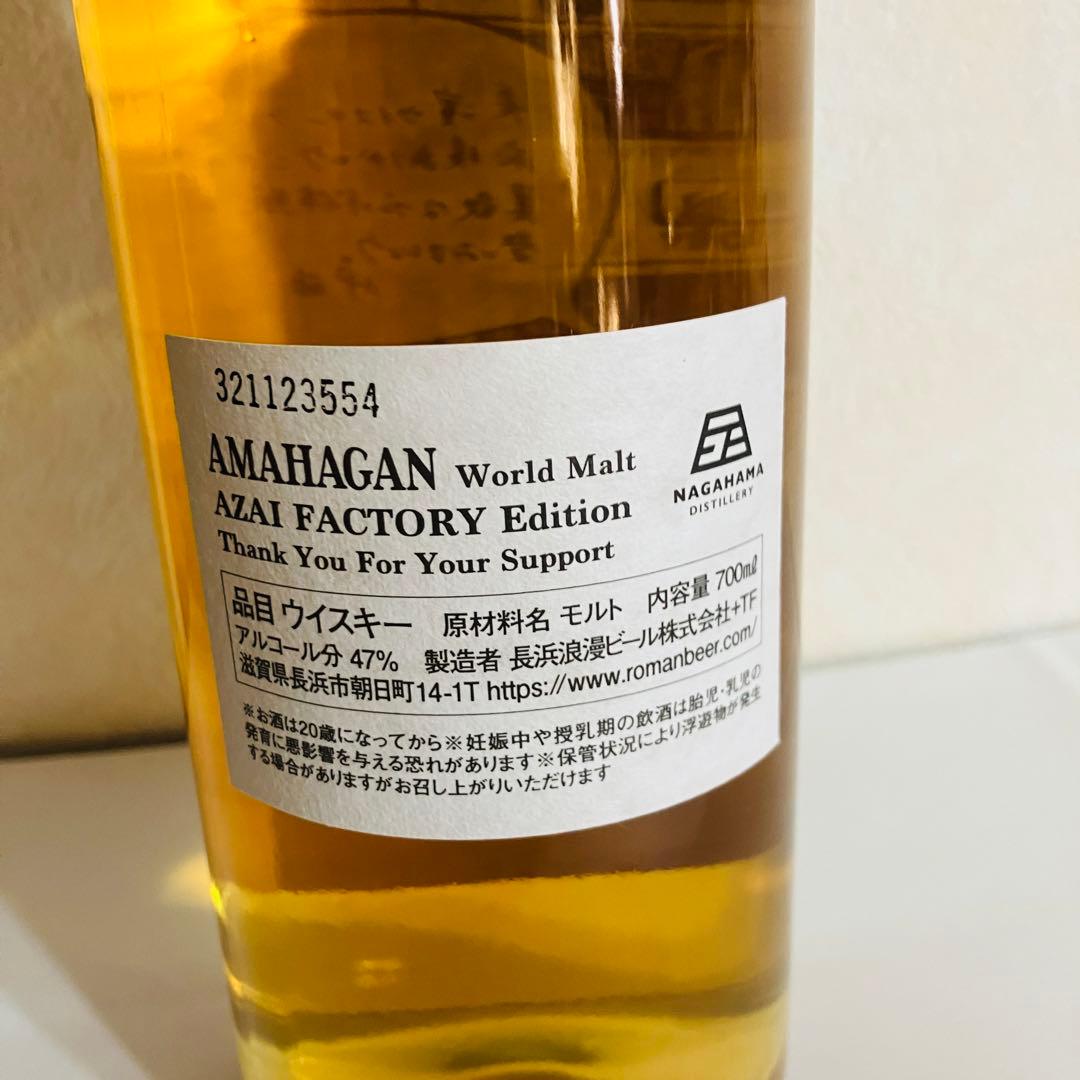 321123554
AMAHAGAN World Malt
AZAI FACTORY Edition
Thank You For Your Support
NAGAHAMA
DISTILLERY
品目 ウイスキー 原材料名 モルト 内容量 700mℓ
アルコール分 47% 製造者 長浜浪漫ビール株式会社+TF
滋賀県長浜市朝日町14-1T https://www.romanbeer.com/
※お酒は20歳になってから※妊娠中や授乳期の飲酒は胎児・乳児の
発育に悪影響を与える恐れがあります※保管状況により浮遊物が発生
する場合がありますがお召し上がりいただけます